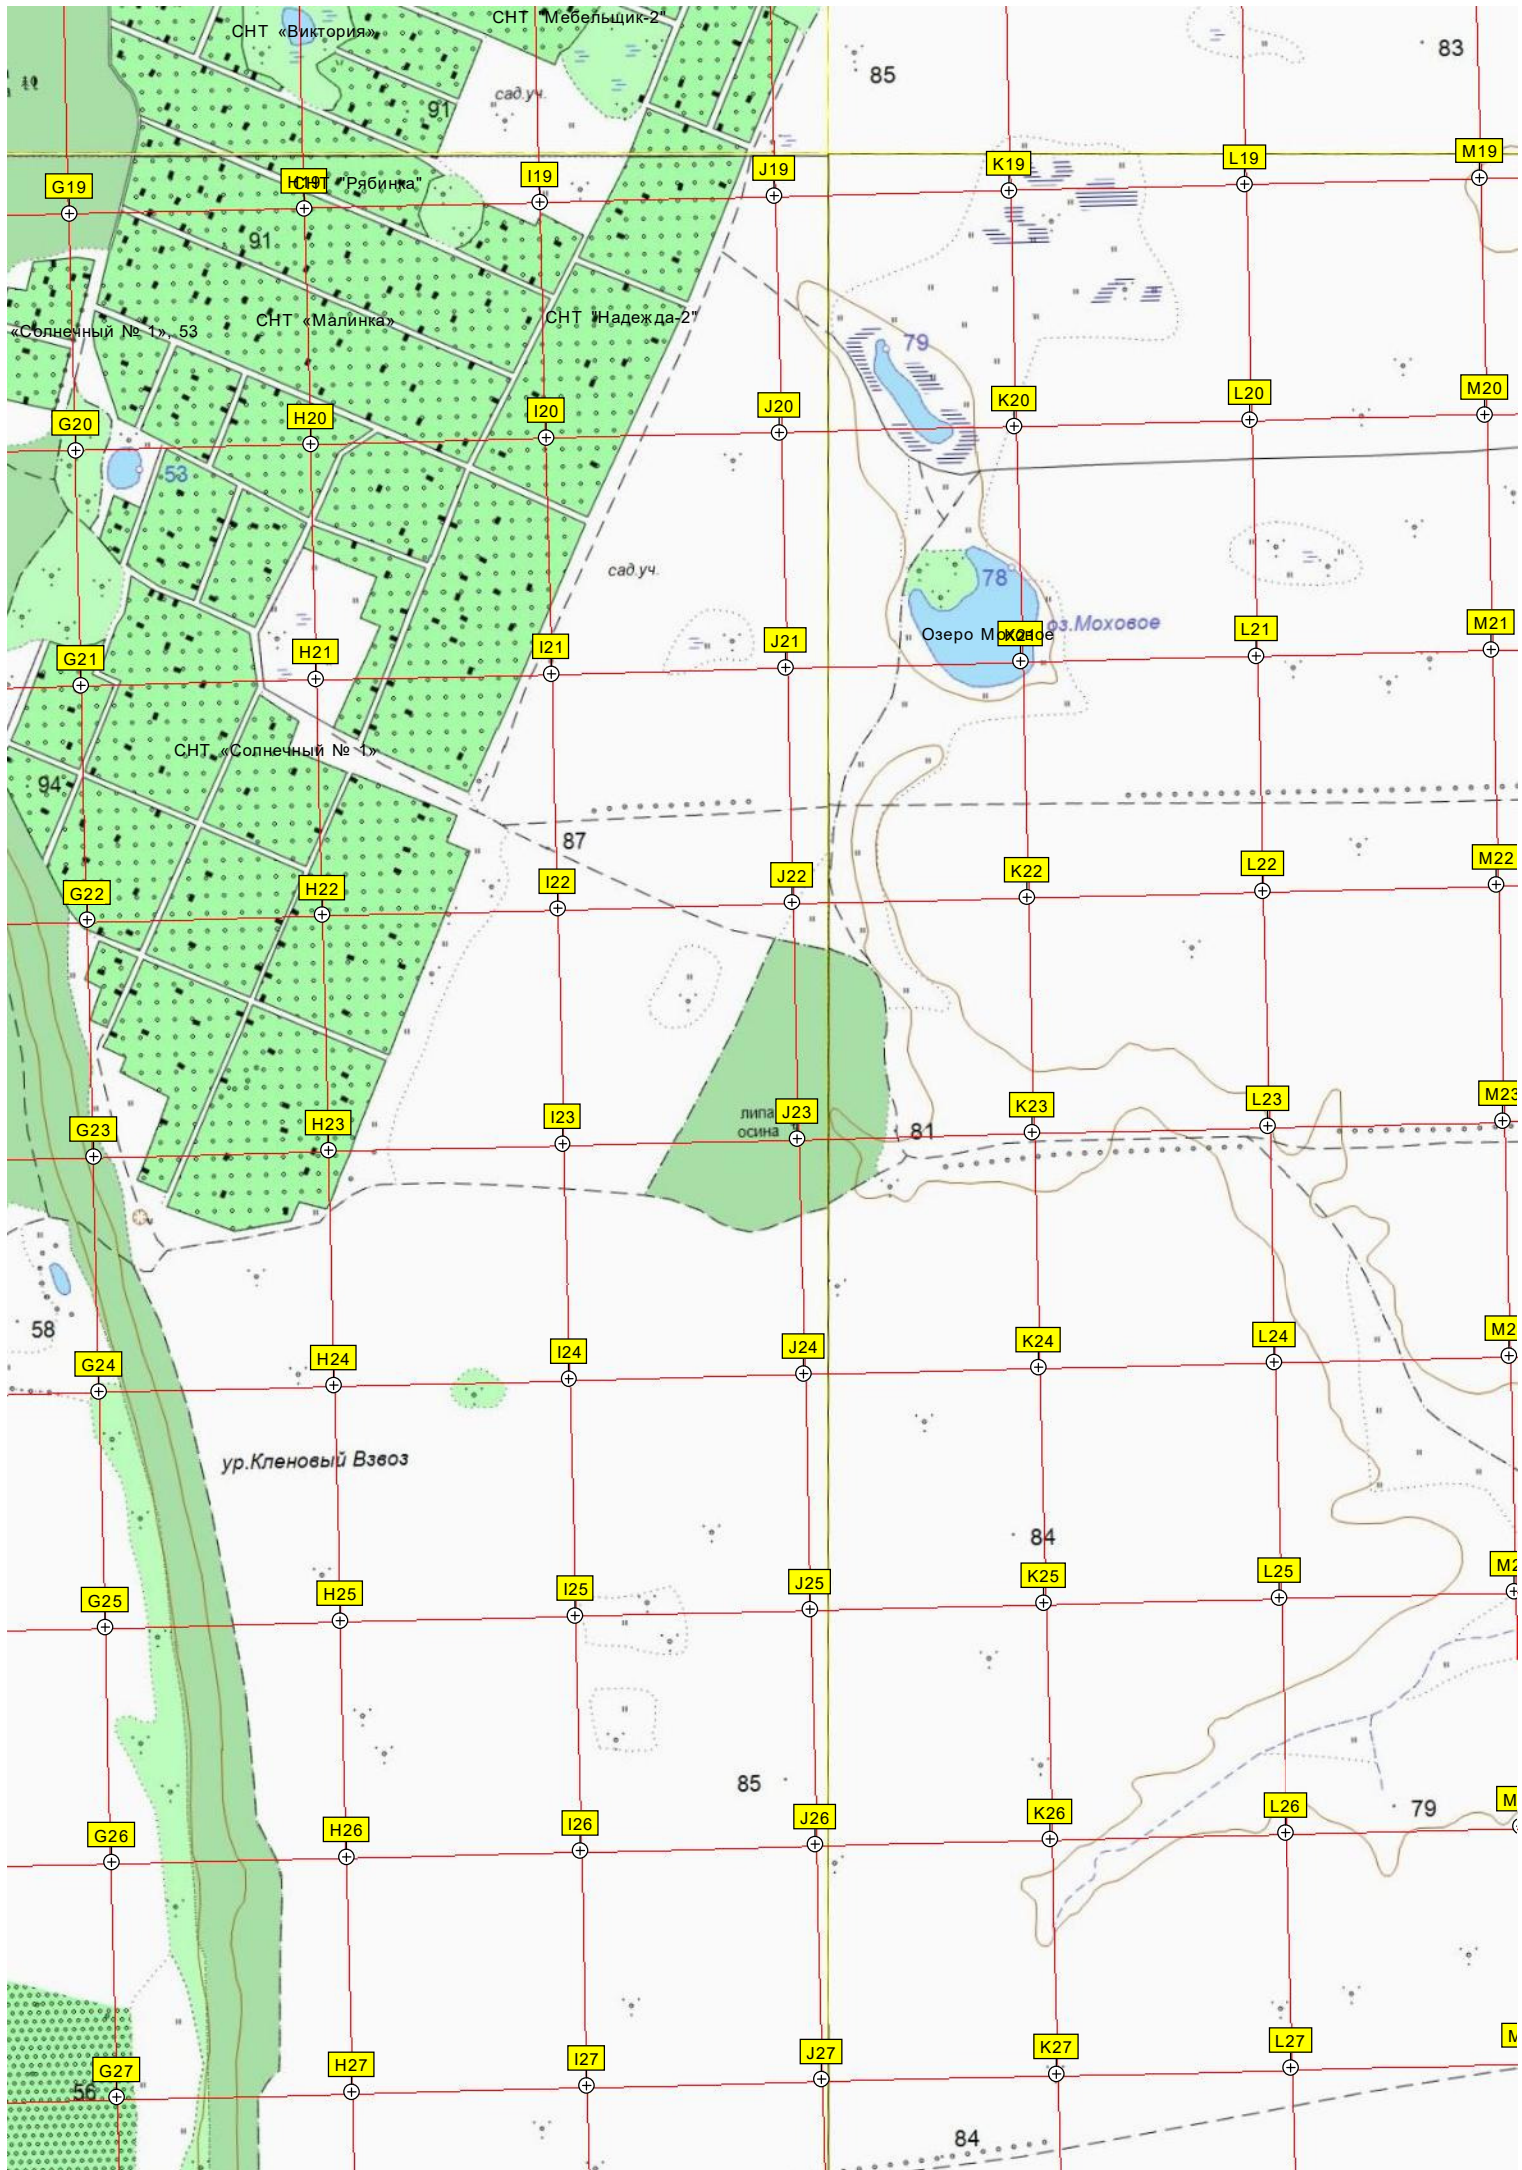 СНТ "Мебельщик-2"
СНТ «Виктория»
83
85
сад.уч.
91
M19
L19
K19
J19
I19
H19
СНТ "Рябинка"
G19
91
СНТ «Малинка»
СНТ "Надежда-2"
«Солнечный № 1», 53
79
M20
L20
K20
J20
I20
H20
G20
53
сад.уч.
78
оз.Моховое
Озеро Моховое
K21
M21
L21
J21
I21
H21
G21
СНТ «Солнечный № 1»
94
87
M22
L22
K22
J22
I22
H22
G22
M23
L23
K23
липа
осина
J23
I23
H23
G23
81
58
M2
L24
K24
J24
I24
H24
G24
ур.Кленовый Взвоз
84
M2
L25
K25
J25
I25
H25
G25
85
79
M
L26
K26
J26
I26
H26
G26
M
L27
K27
J27
I27
H27
G27
56
84